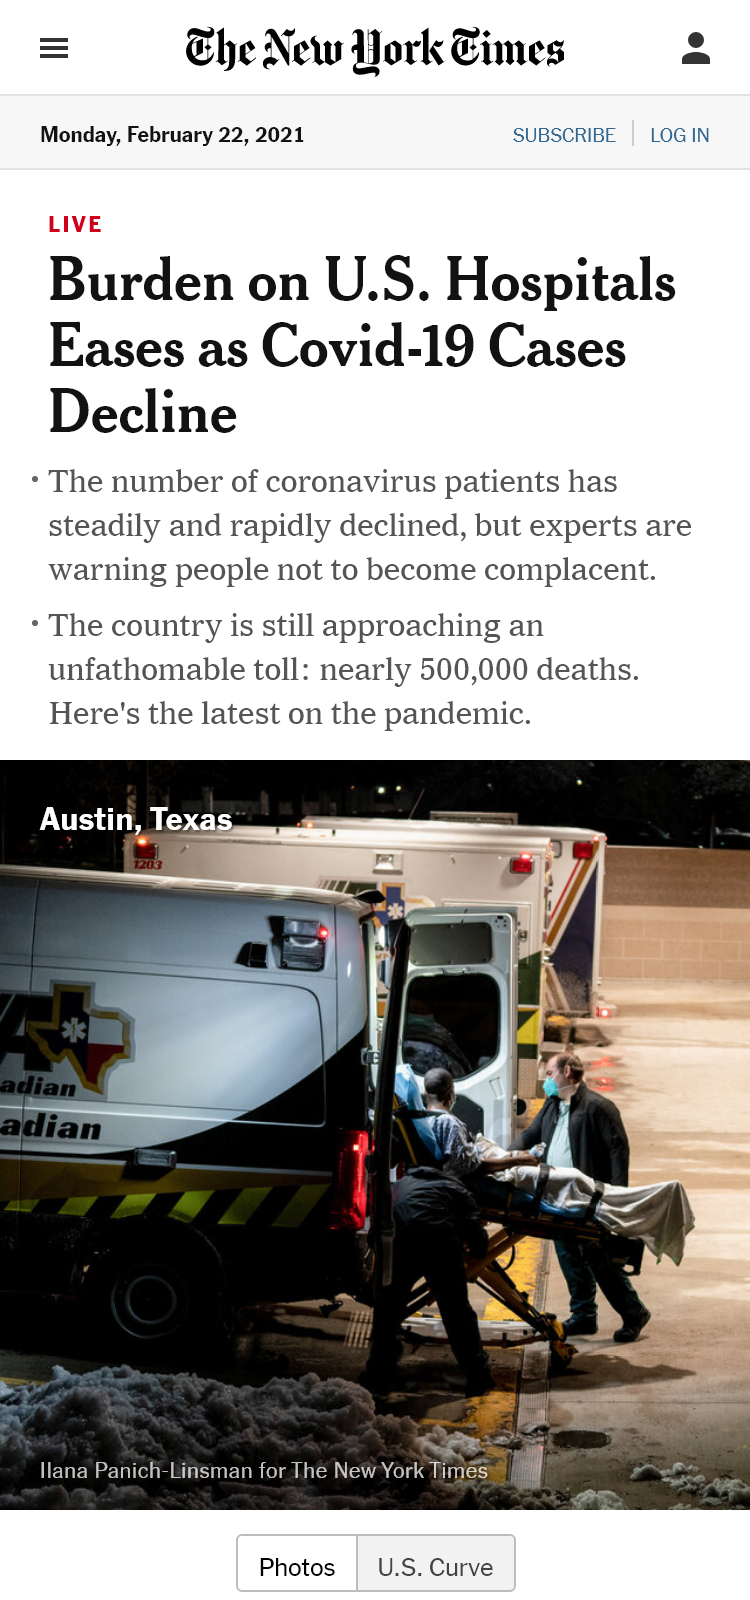 The New York Times
Monday, February 22, 2021
SUBSCRIBE
LOG IN
LIVE
Burden on U.S. Hospitals
Eases as Covid-19 Cases
Decline
• The number of coronavirus patients has
steadily and rapidly declined, but experts are
warning people not to become complacent.
• The country is still approaching an
unfathomable toll: nearly 500,000 deaths.
Here's the latest on the pandemic.
Austin, Texas
1203
A
adian
adian
Ilana Panich-Linsman for The New York Times
Photos
U.S. Curve